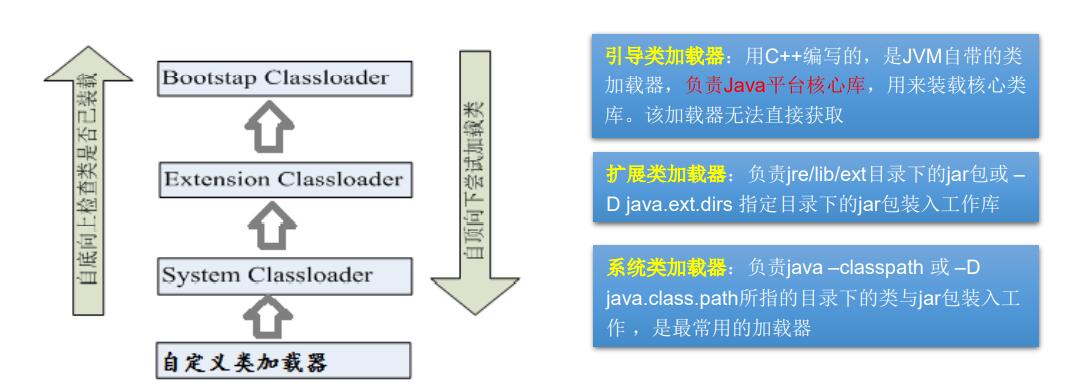 自底向上检查类是否已装载
Bootstap Classloader
Extension Classloader
System Classloader
自定义类加载器
自顶向下尝试加载类
引导类加载器：用C++编写的，是JVM自带的类
加载器，负责Java平台核心库，用来装载核心类
库。该加载器无法直接获取
扩展类加载器：负责jre/lib/ext目录下的jar包或 –
D java.ext.dirs 指定目录下的jar包装入工作库
系统类加载器：负责java –classpath 或 –D
java.class.path所指的目录下的类与jar包装入工
作 ，是最常用的加载器